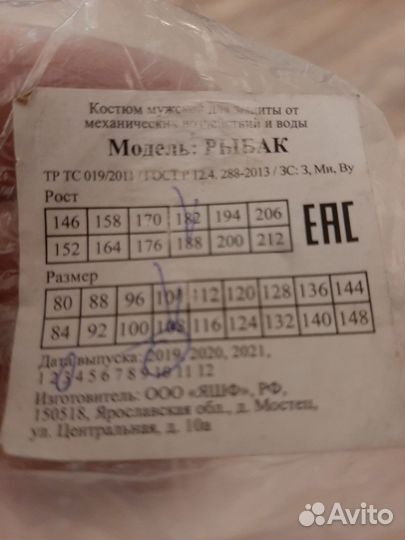 Костюм мужской для защиты от
механических воздействий и воды
Модель: РЫБАК
ТР ТС 019/2011 / ГОСТ Р 12.4. 288-2013 / ЗС: З, Ми, Ву
Рост
146 158 170 182 194 206
152 164 176 188 200 212
EAC
Размер
80 88 96 104 112 120 128 136 144
84 92 100 108 116 124 132 140 148
Дата выпуска: 2019, 2020, 2021,
1 2 3 4 5 6 7 8 9 10 11 12
Изготовитель: ООО «ЯШФ», РФ,
150518, Ярославская обл., д. Мостец,
ул. Центральная, д. 10а
Avito